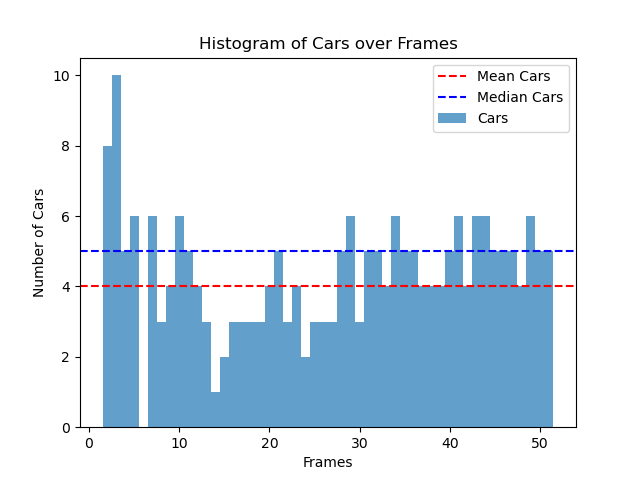 Histogram of Cars over Frames
Mean Cars
Median Cars
Cars
Number of Cars
10
8
6
4
2
0
0 10 20 30 40 50
Frames